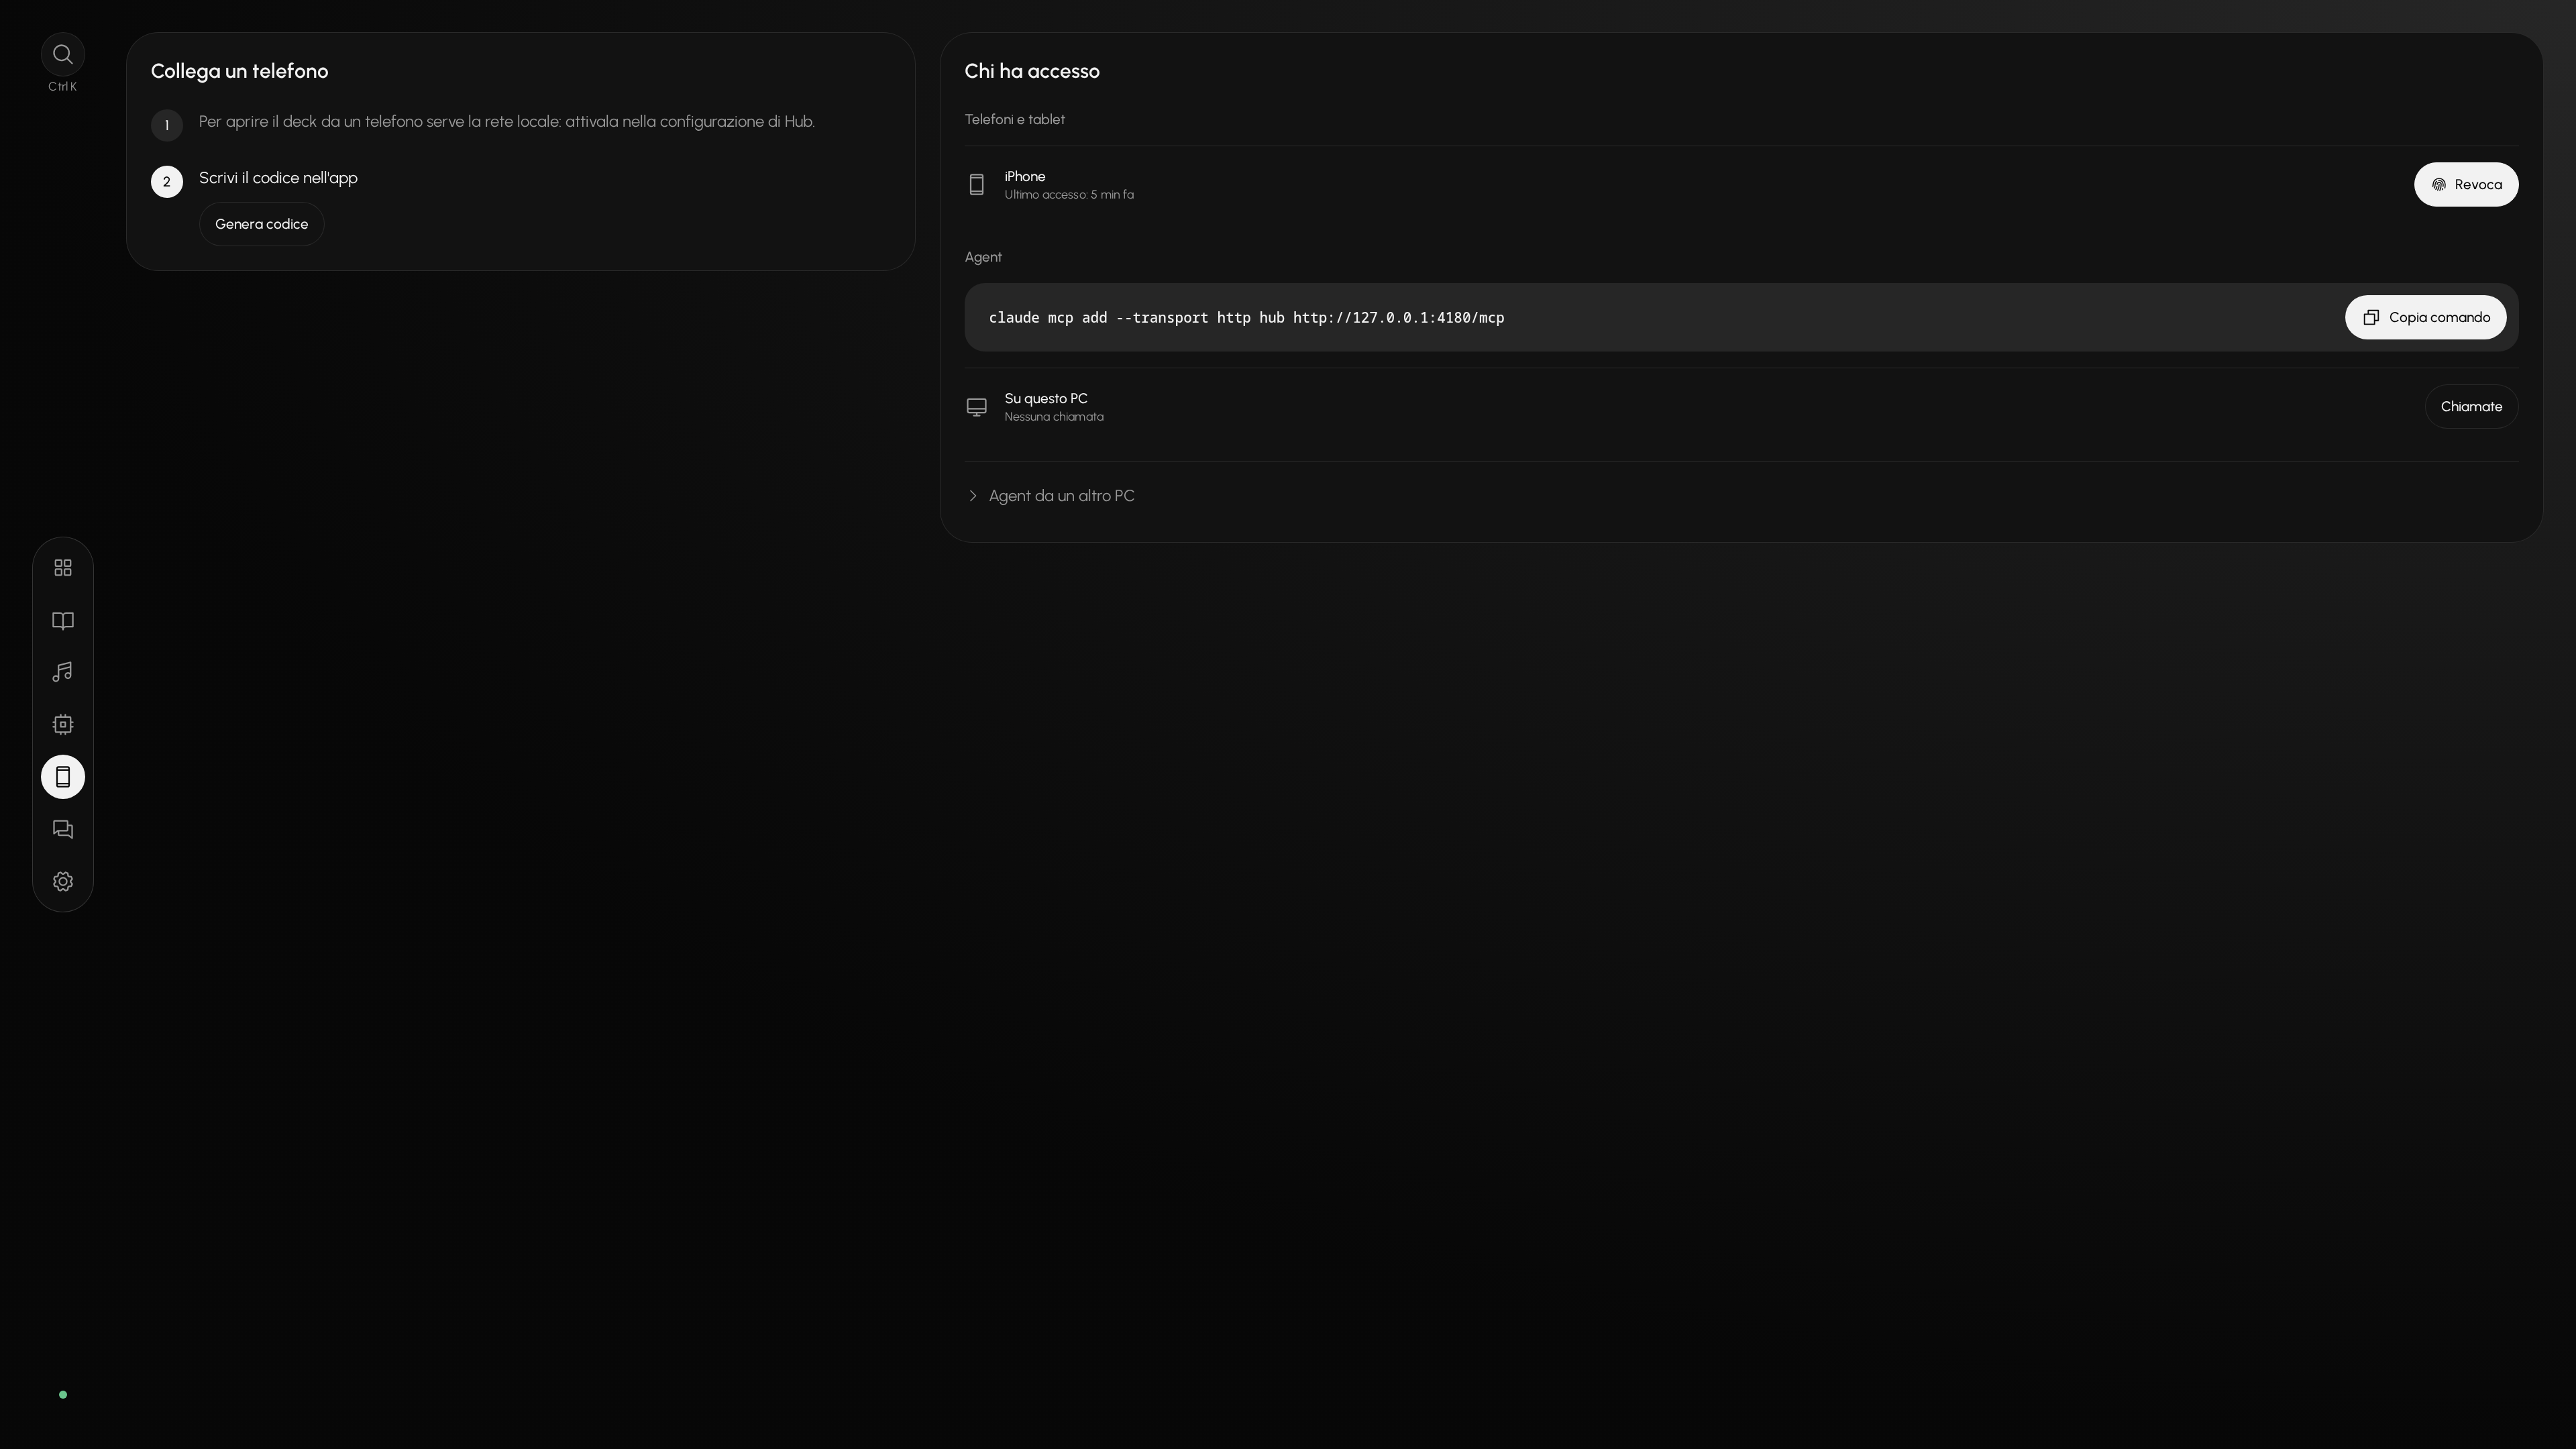 Ctrl K
Collega un telefono
1 Per aprire il deck da un telefono serve la rete locale: attivala nella configurazione di Hub.
2 Scrivi il codice nell'app
Genera codice
Chi ha accesso
Telefoni e tablet
iPhone
Ultimo accesso: 5 min fa
Revoca
Agent
claude mcp add --transport http hub http://127.0.0.1:4180/mcp
Copia comando
Su questo PC
Nessuna chiamata
Chiamate
Agent da un altro PC